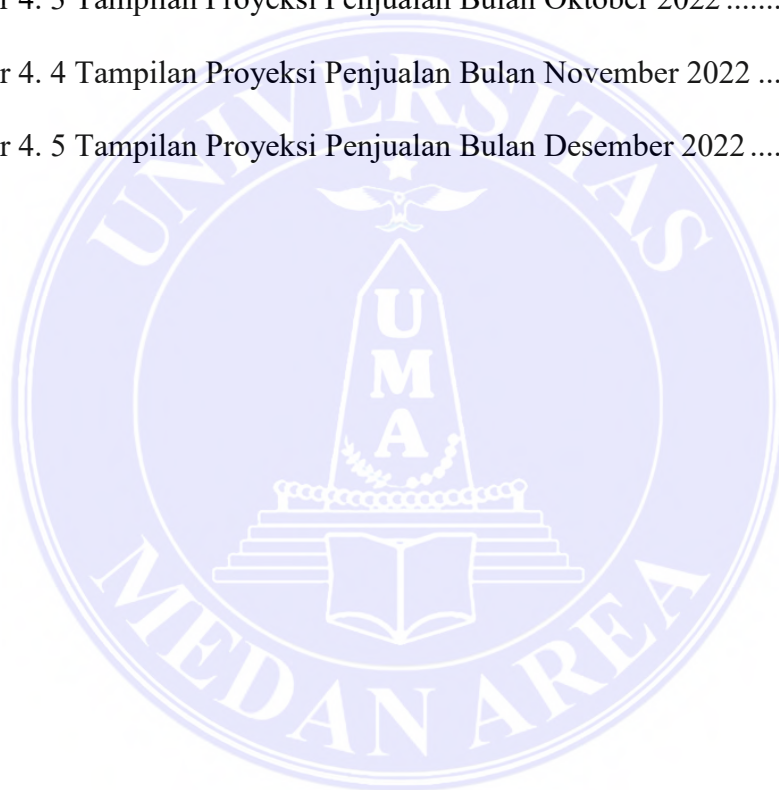 r 4. 3 Tampilan Proyeksi Penjualan Bulan Oktober 2022.......
r 4. 4 Tampilan Proyeksi Penjualan Bulan November 2022 ...
r 4. 5 Tampilan Proyeksi Penjualan Bulan Desember 2022....
UNIVERSITAS
U
M
A
MEDAN AREA